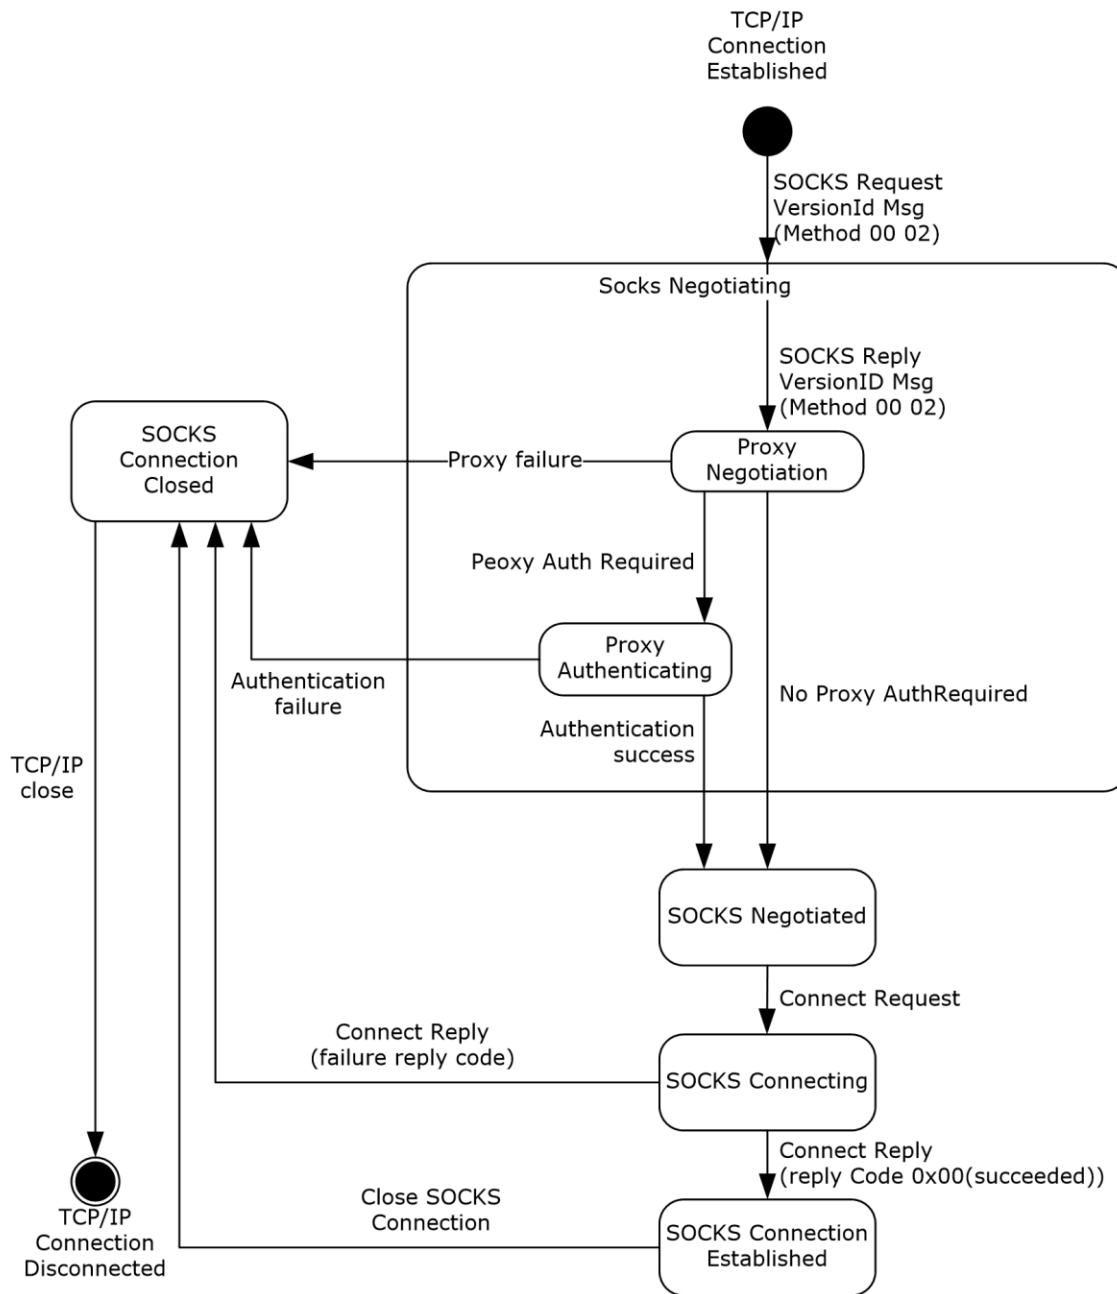 TCP/IP
Connection
Established
SOCKS Request
VersionId Msg
(Method 00 02)
Socks Negotiating
SOCKS Reply
VersionID Msg
(Method 00 02)
SOCKS
Connection
Closed
Proxy failure
Proxy
Negotiation
Peoxy Auth Required
Proxy
Authenticating
Authentication
failure
No Proxy AuthRequired
Authentication
success
TCP/IP
close
SOCKS Negotiated
Connect Request
Connect Reply
(failure reply code)
SOCKS Connecting
Connect Reply
(reply Code 0x00(succeeded))
Close SOCKS
Connection
SOCKS Connection
Established
TCP/IP
Connection
Disconnected